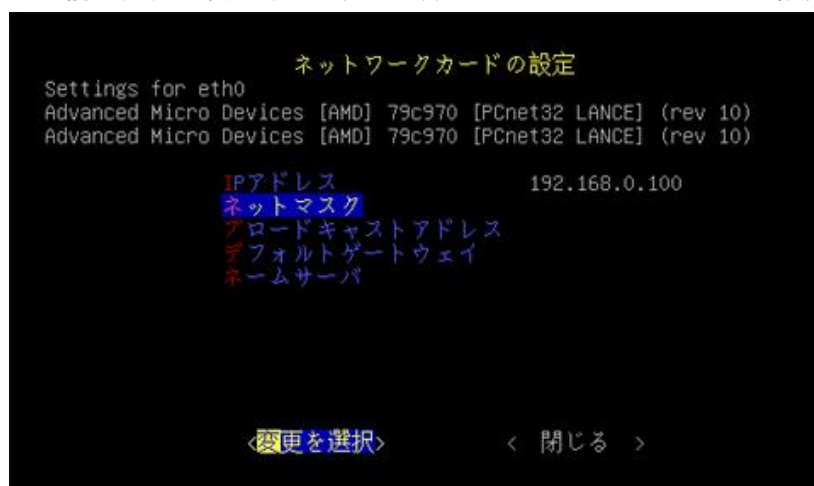 ネットワークカードの設定
Settings for eth0
Advanced Micro Devices [AMD] 79c970 [PCnet32 LANCE] (rev 10)
Advanced Micro Devices [AMD] 79c970 [PCnet32 LANCE] (rev 10)
IPアドレス 192.168.0.100
ネットマスク
ブロードキャストアドレス
デフォルトゲートウェイ
ネームサーバ
<変更を選択> < 閉じる >